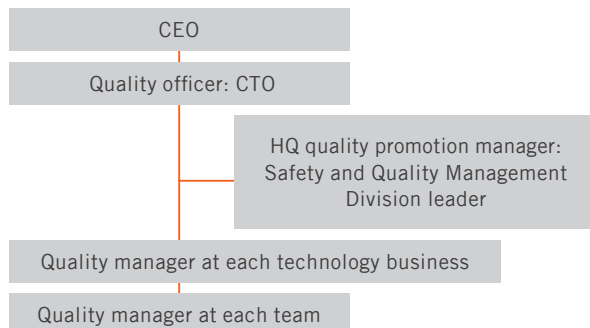 CEO
Quality officer: CTO
HQ quality promotion manager:
Safety and Quality Management
Division leader
Quality manager at each technology business
Quality manager at each team